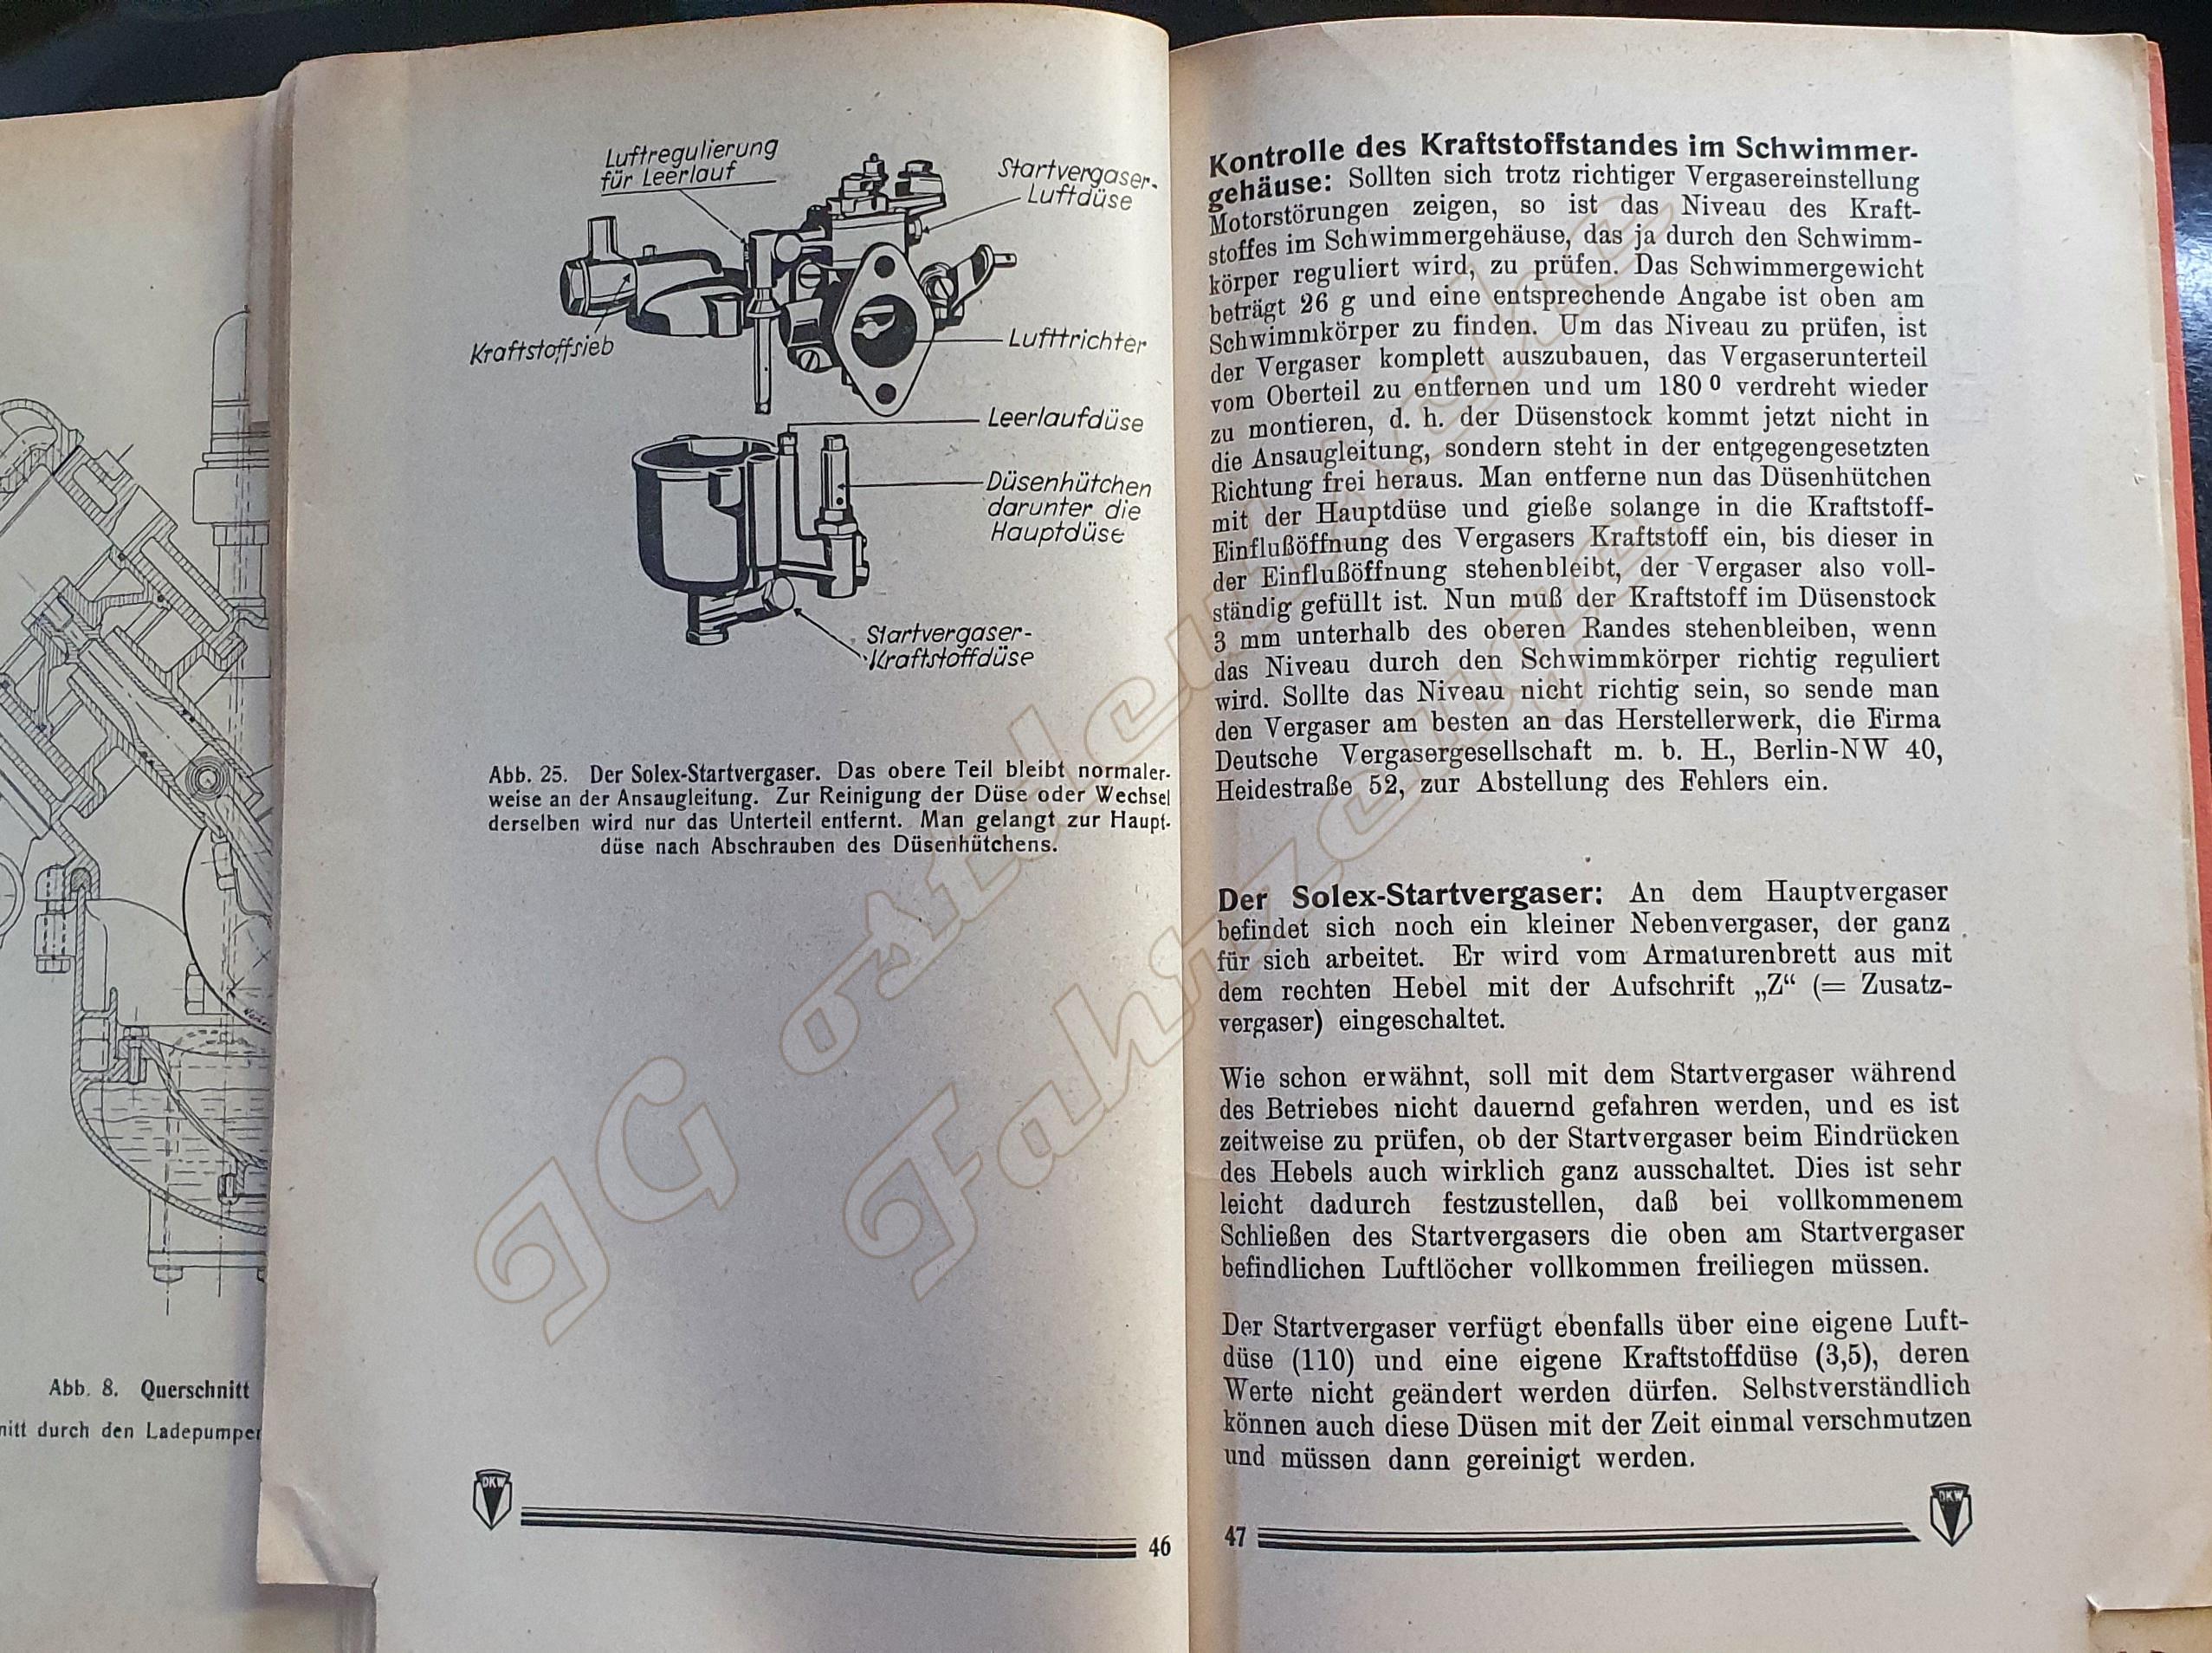 Abb. 8. Querschnitt
nitt durch den Ladepumpen
Luftregulierung
für Leerlauf
Startvergaser-
Luftdüse
Kraftstoffsieb
Lufttrichter
Leerlaufdüse
Düsenhütchen
darunter die
Hauptdüse
Startvergaser-
Kraftstoffdüse
Abb. 25. Der Solex-Startvergaser. Das obere Teil bleibt normaler-
weise an der Ansaugleitung. Zur Reinigung der Düse oder Wechsel
derselben wird nur das Unterteil entfernt. Man gelangt zur Haupt-
düse nach Abschrauben des Düsenhütchens.
DKW
46
Kontrolle des Kraftstoffstandes im Schwimmer-
gehäuse: Sollten sich trotz richtiger Vergasereinstellung
Motorstörungen zeigen, so ist das Niveau des Kraft-
stoffes im Schwimmergehäuse, das ja durch den Schwimm-
körper reguliert wird, zu prüfen. Das Schwimmergewicht
beträgt 26 g und eine entsprechende Angabe ist oben am
Schwimmkörper zu finden. Um das Niveau zu prüfen, ist
der Vergaser komplett auszubauen, das Vergaserunterteil
vom Oberteil zu entfernen und um 180⁰ verdreht wieder
zu montieren, d. h. der Düsenstock kommt jetzt nicht in
die Ansaugleitung, sondern steht in der entgegengesetzten
Richtung frei heraus. Man entferne nun das Düsenhütchen
mit der Hauptdüse und gieße solange in die Kraftstoff-
Einflußöffnung des Vergasers Kraftstoff ein, bis dieser in
der Einflußöffnung stehenbleibt, der Vergaser also voll-
ständig gefüllt ist. Nun muß der Kraftstoff im Düsenstock
3 mm unterhalb des oberen Randes stehenbleiben, wenn
das Niveau durch den Schwimmkörper richtig reguliert
wird. Sollte das Niveau nicht richtig sein, so sende man
den Vergaser am besten an das Herstellerwerk, die Firma
Deutsche Vergasergesellschaft m. b. H., Berlin-NW 40,
Heidestraße 52, zur Abstellung des Fehlers ein.
Der Solex-Startvergaser: An dem Hauptvergaser
befindet sich noch ein kleiner Nebenvergaser, der ganz
für sich arbeitet. Er wird vom Armaturenbrett aus mit
dem rechten Hebel mit der Aufschrift „Z“ (= Zusatz-
vergaser) eingeschaltet.
Wie schon erwähnt, soll mit dem Startvergaser während
des Betriebes nicht dauernd gefahren werden, und es ist
zeitweise zu prüfen, ob der Startvergaser beim Eindrücken
des Hebels auch wirklich ganz ausschaltet. Dies ist sehr
leicht dadurch festzustellen, daß bei vollkommenem
Schließen des Startvergasers die oben am Startvergaser
befindlichen Luftlöcher vollkommen freiliegen müssen.
Der Startvergaser verfügt ebenfalls über eine eigene Luft-
düse (110) und eine eigene Kraftstoffdüse (3,5), deren
Werte nicht geändert werden dürfen. Selbstverständlich
können auch diese Düsen mit der Zeit einmal verschmutzen
und müssen dann gereinigt werden.
47
DKW
IG ostdeutsche
Fahrzeuge